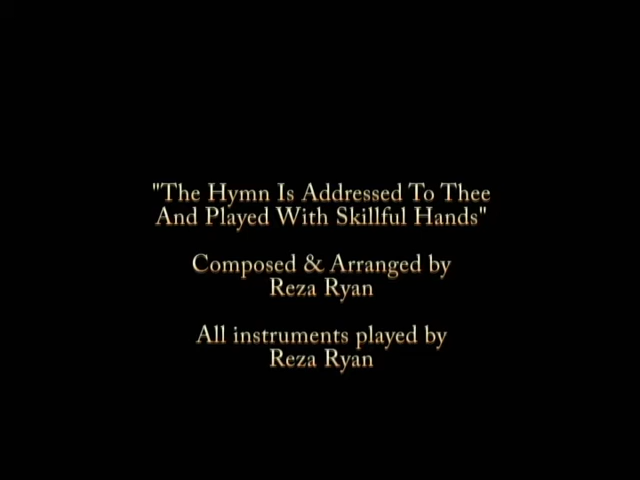 "The Hymn Is Addressed To Thee
And Played With Skillful Hands"
Composed & Arranged by
Reza Ryan
All instruments played by
Reza Ryan